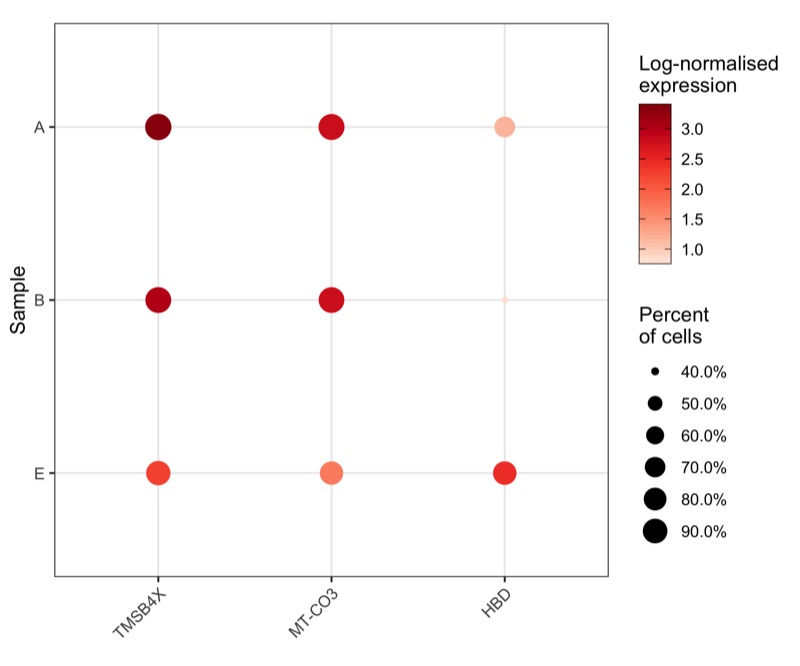 Log-normalised
expression
3.0
2.5
2.0
1.5
1.0
Percent
of cells
40.0%
50.0%
60.0%
70.0%
80.0%
90.0%
Sample
A
B
E
TMSB4X
MT-CO3
HBD